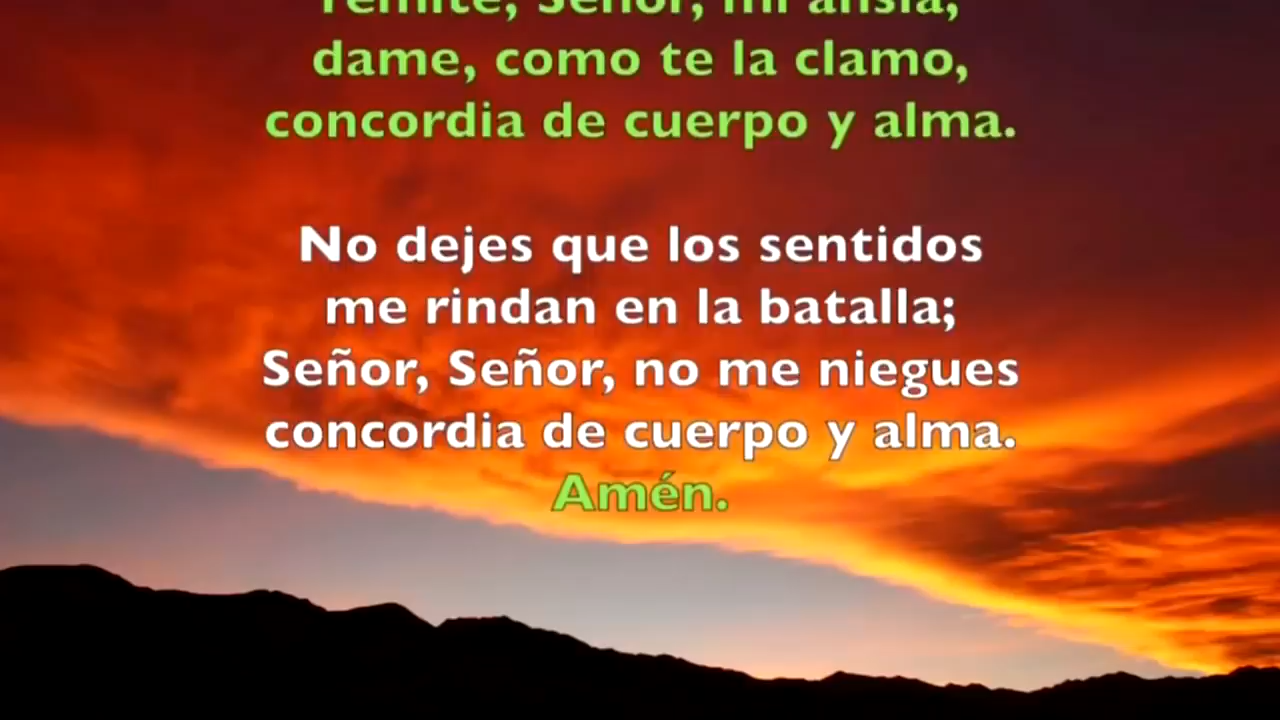 remite, Señor, mi ansia,
dame, como te la clamo,
concordia de cuerpo y alma.
No dejes que los sentidos
me rindan en la batalla;
Señor, Señor, no me niegues
concordia de cuerpo y alma.
Amén.